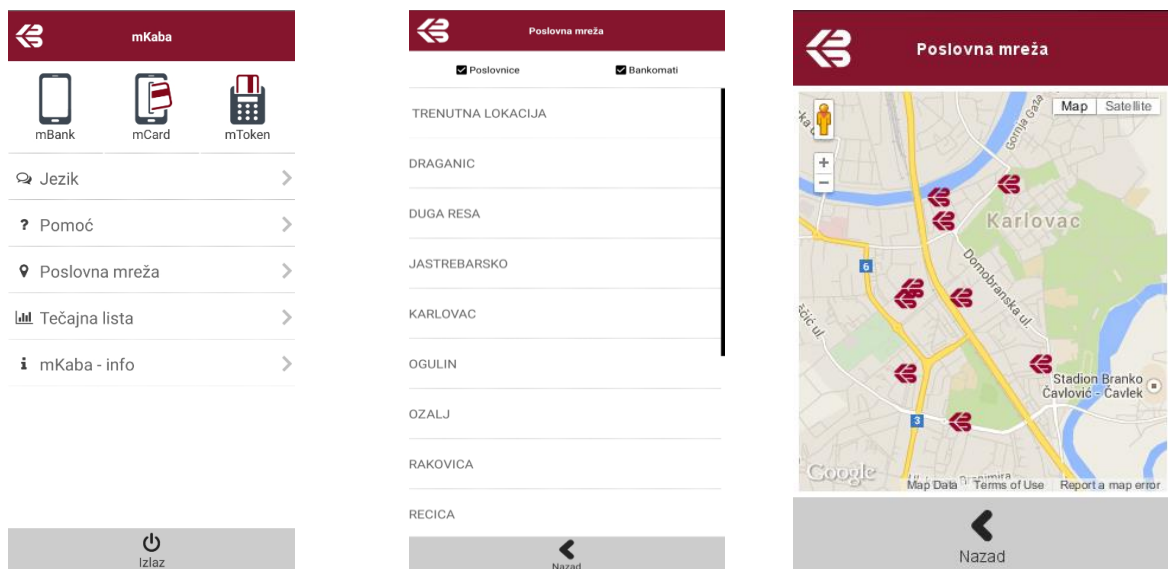 mKaba
mBank
mCard
mToken
Jezik
? Pomoć
Poslovna mreža
Tečajna lista
i mKaba - info
Izlaz
Poslovna mreža
Poslovnice
Bankomati
TRENUTNA LOKACIJA
DRAGANIC
DUGA RESA
JASTREBARSKO
KARLOVAC
OGULIN
OZALJ
RAKOVICA
RECICA
Nazad
Poslovna mreža
Map
Satellite
Gornja Gaza
+
−
Karlovac
6
Domobranska ul.
Stadion Branko
Čavlović - Čavlek
3
Google
Map Data
Terms of Use
Report a map error
Nazad